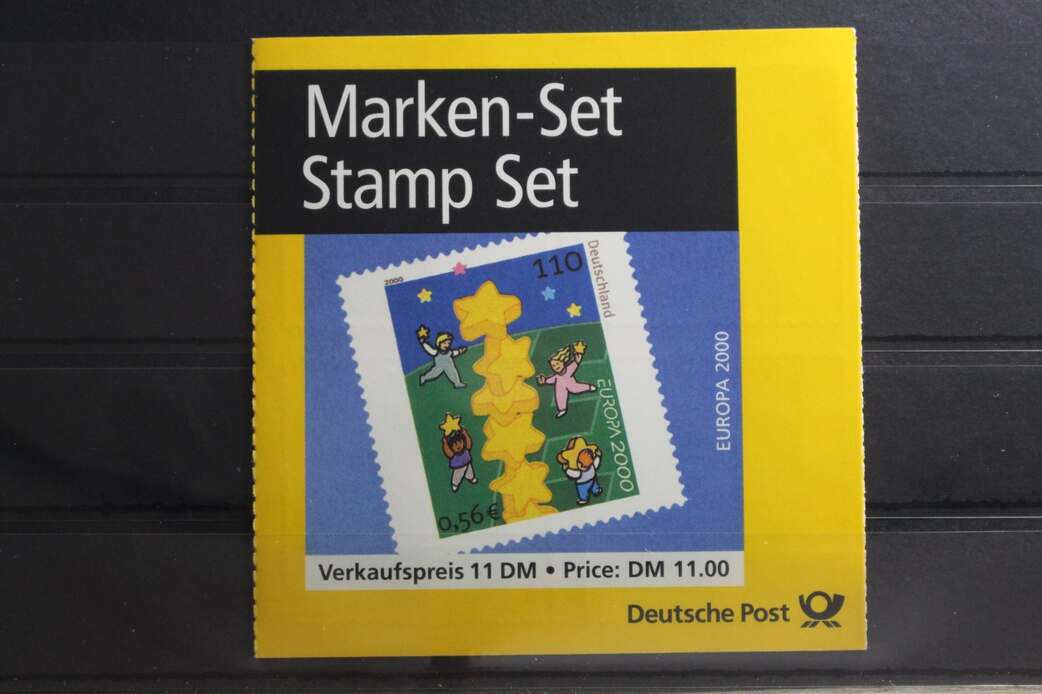 Marken-Set
Stamp Set
2000
110
Deutschland
EUROPA 2000
0,56€
EUROPA 2000
Verkaufspreis 11 DM • Price: DM 11.00
Deutsche Post